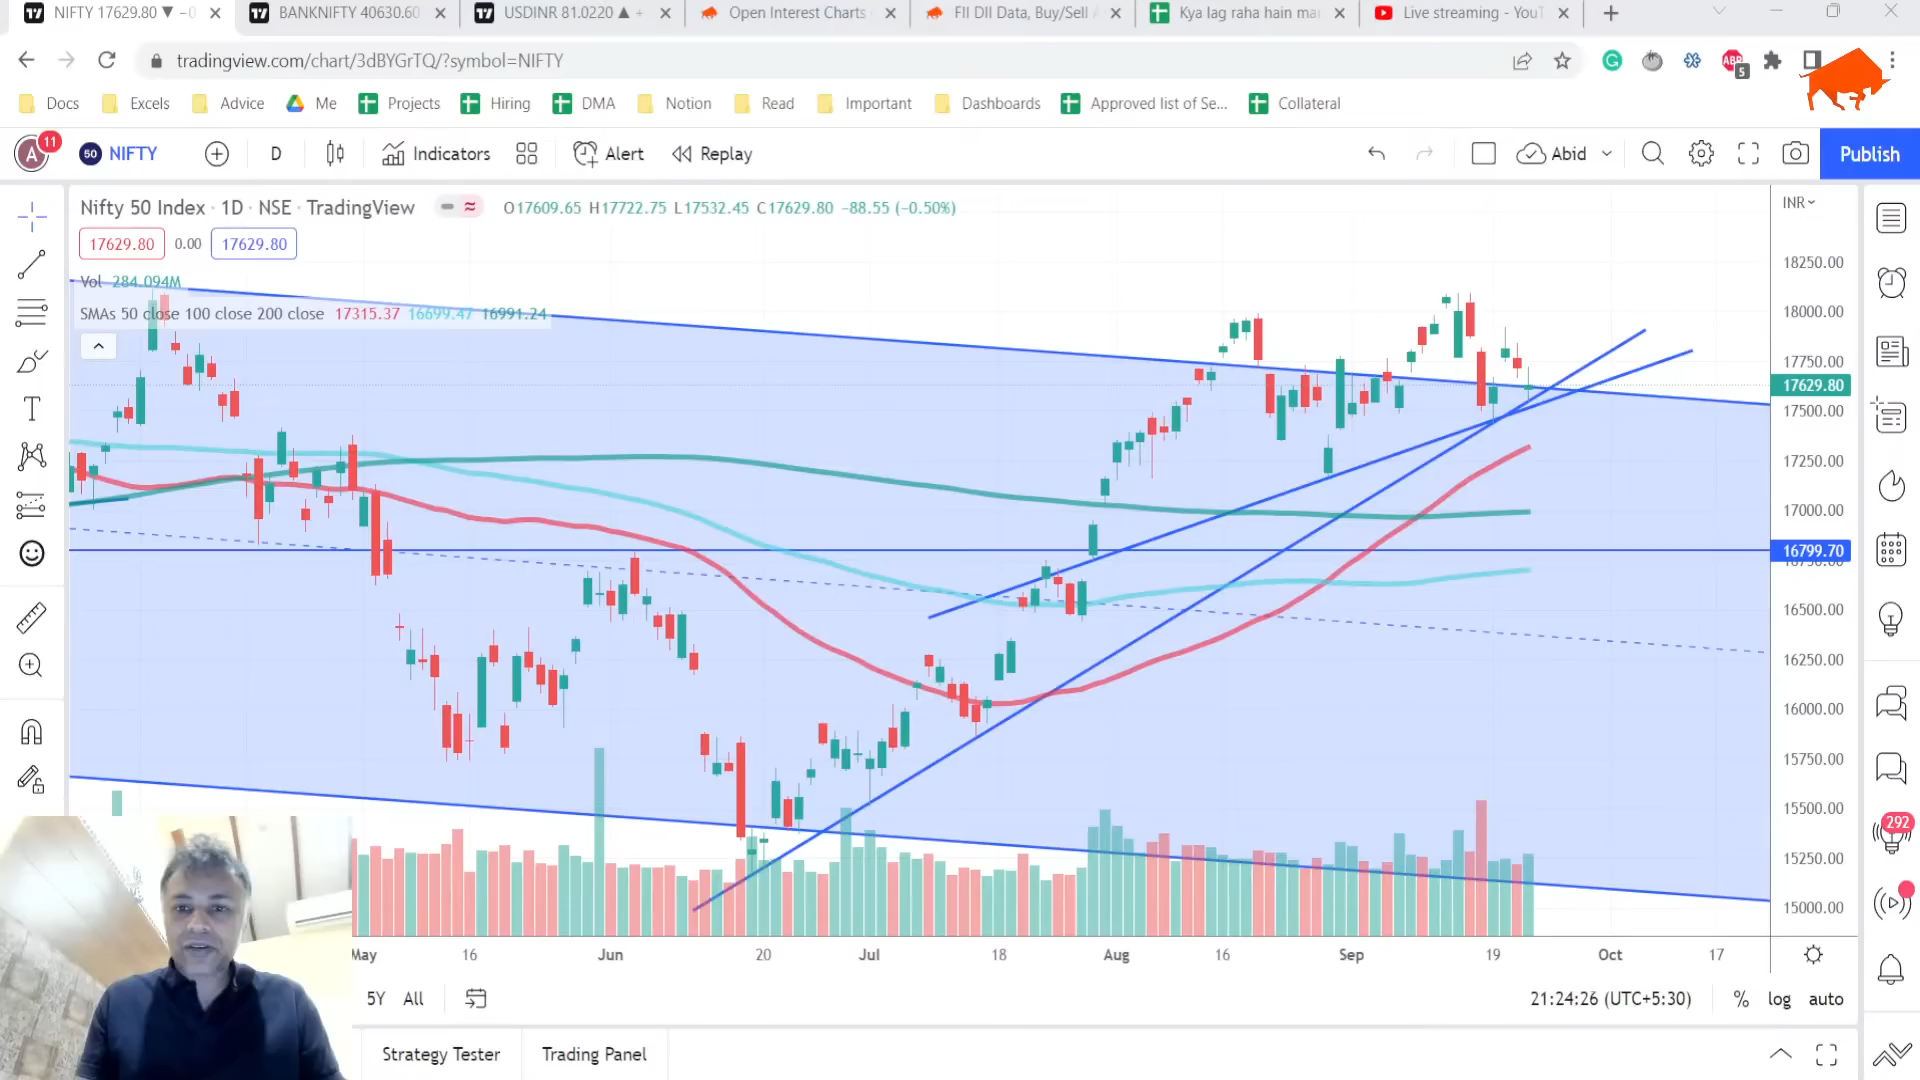 NIFTY 17629.80 ▼ −0
BANKNIFTY 40630.60
USDINR 81.0220 ▲ +
Open Interest Charts
FII DII Data, Buy/Sell
Kya lag raha hain ma
Live streaming - YouT
tradingview.com/chart/3dBYGrTQ/?symbol=NIFTY
ABP
5
Docs
Excels
Advice
Me
Projects
Hiring
DMA
Notion
Read
Important
Dashboards
Approved list of Se...
Collateral
A
11
50
NIFTY
D
Indicators
Alert
Replay
Abid
Publish
Nifty 50 Index · 1D · NSE · TradingView
O17609.65 H17722.75 L17532.45 C17629.80 −88.55 (−0.50%)
INR
17629.80
0.00
17629.80
Vol 284.094M
SMAs 50 close 100 close 200 close 17315.37 16699.47 16991.24
18250.00
18000.00
17750.00
17629.80
17500.00
17250.00
17000.00
16799.70
16750.00
16500.00
16250.00
16000.00
15750.00
15500.00
15250.00
15000.00
292
May
16
Jun
20
Jul
18
Aug
16
Sep
19
Oct
17
5Y
All
21:24:26 (UTC+5:30)
%
log
auto
Strategy Tester
Trading Panel